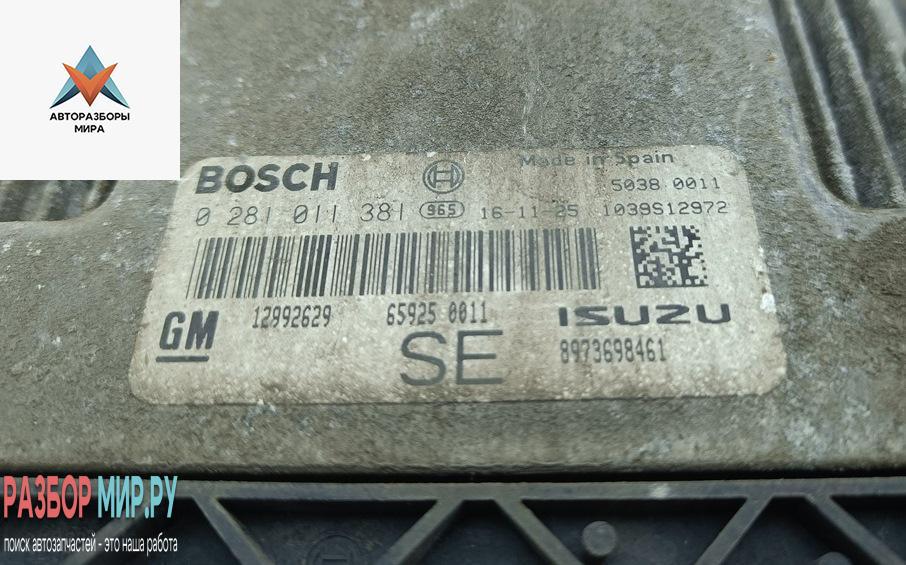 АВТОРАЗБОРЫ
МИРА
BOSCH
Made in Spain
5038 0011
0 281 011 381 965 16-11-25 1039S12972
GM 12992629 65925 0011 ISUZU
SE 8973698461
РАЗБОР МИР.РУ
поиск автозапчастей - это наша работа